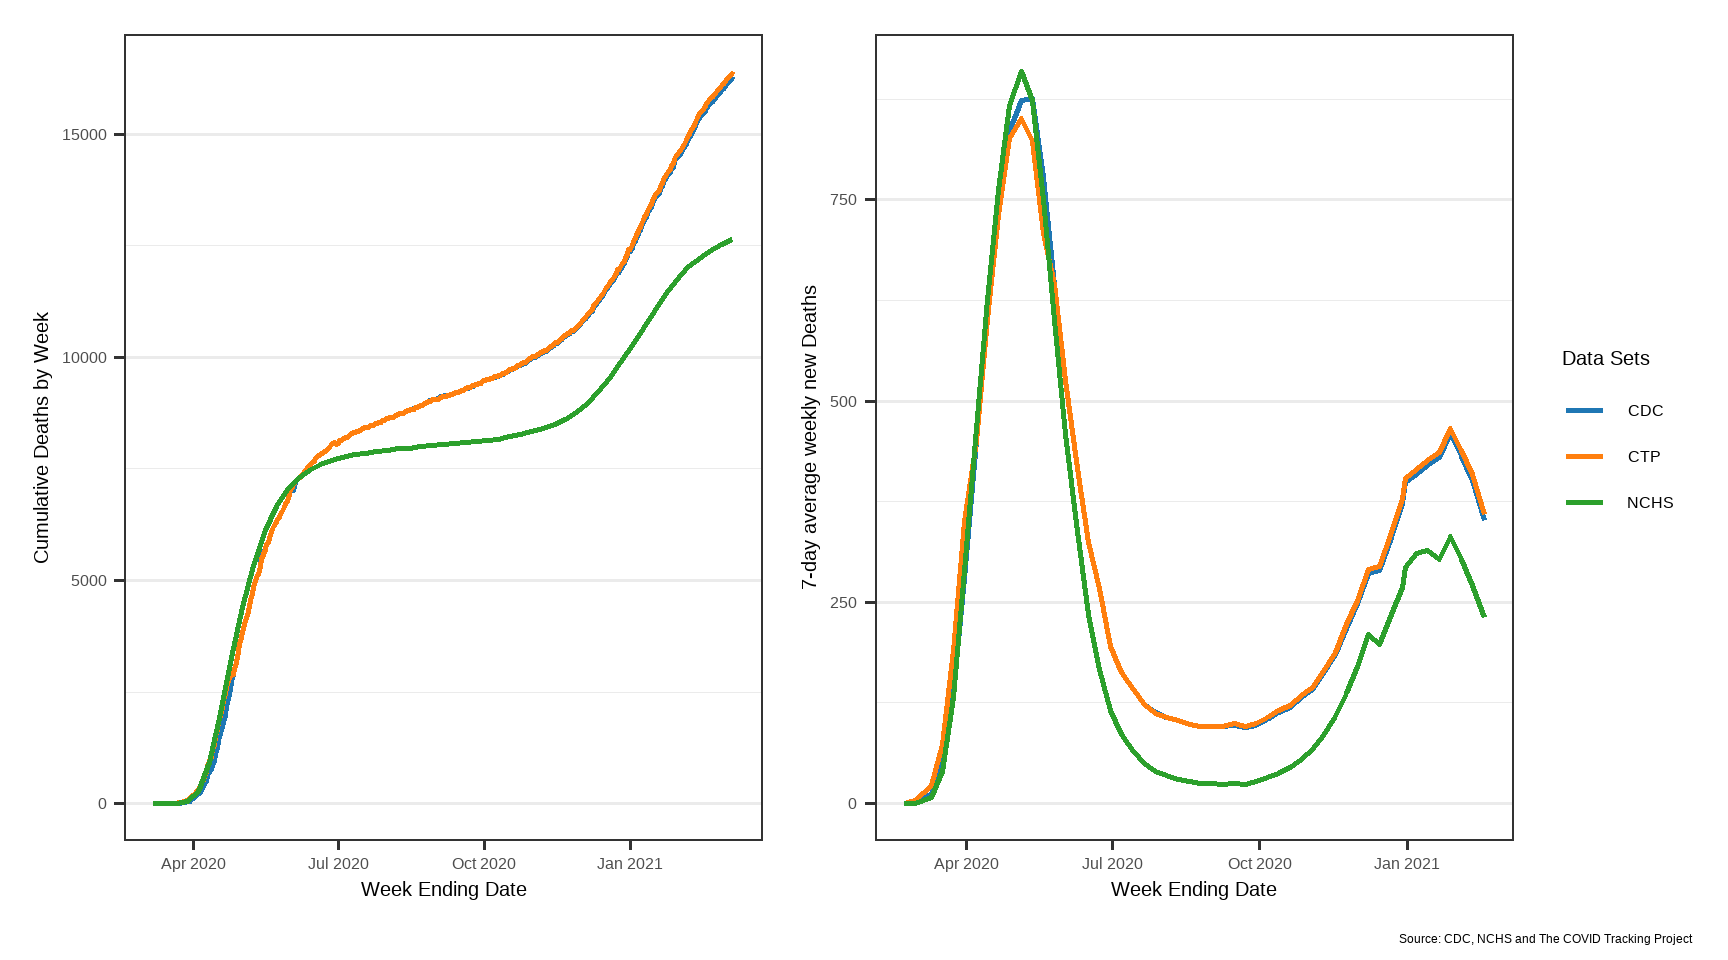 Cumulative Deaths by Week
15000
10000
5000
0
Apr 2020
Jul 2020
Oct 2020
Jan 2021
Week Ending Date
7-day average weekly new Deaths
750
500
250
0
Apr 2020
Jul 2020
Oct 2020
Jan 2021
Week Ending Date
Data Sets
CDC
CTP
NCHS
Source: CDC, NCHS and The COVID Tracking Project